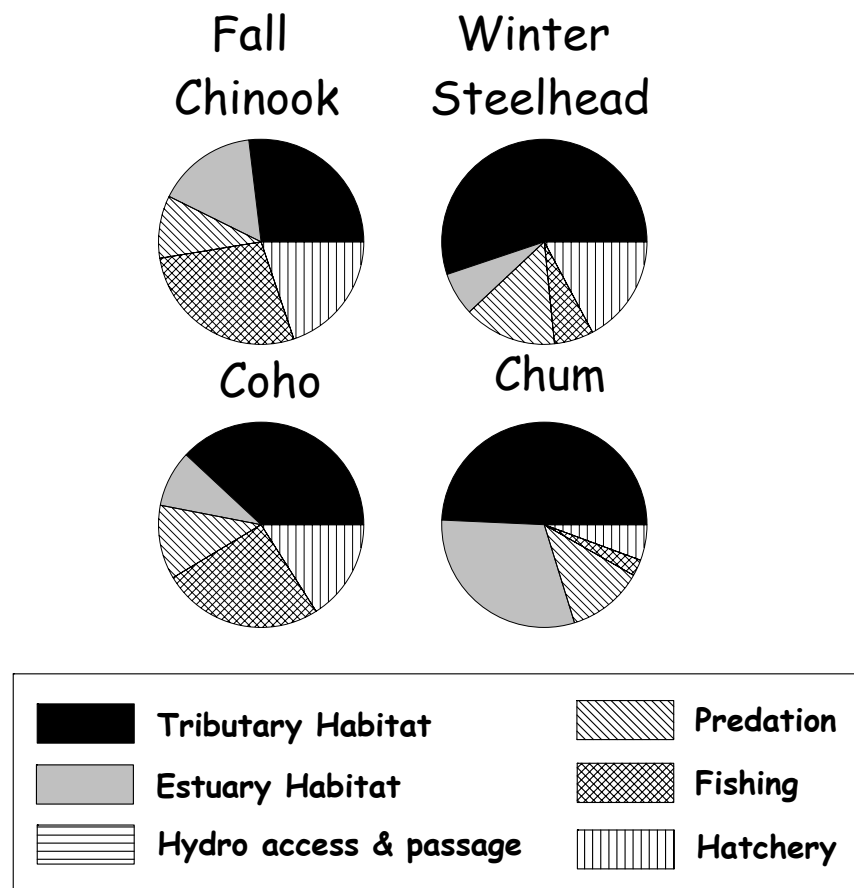 Fall
Chinook
Winter
Steelhead
Coho
Chum
Tributary Habitat
Estuary Habitat
Hydro access & passage
Predation
Fishing
Hatchery